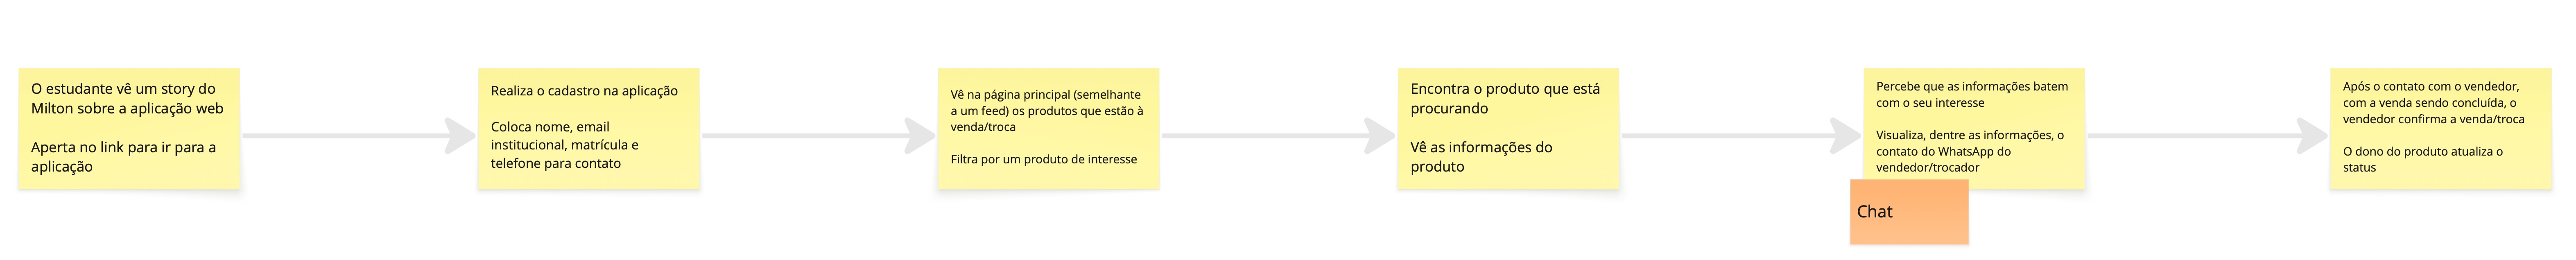 O estudante vê um story do
Milton sobre a aplicação web
Aperta no link para ir para a
aplicação
Realiza o cadastro na aplicação
Coloca nome, email
institucional, matrícula e
telefone para contato
Vê na página principal (semelhante
a um feed) os produtos que estão à
venda/troca
Filtra por um produto de interesse
Encontra o produto que está
procurando
Vê as informações do
produto
Percebe que as informações batem
com o seu interesse
Visualiza, dentre as informações, o
contato do WhatsApp do
vendedor/trocador
Chat
Após o contato com o vendedor,
com a venda sendo concluída, o
vendedor confirma a venda/troca
O dono do produto atualiza o
status